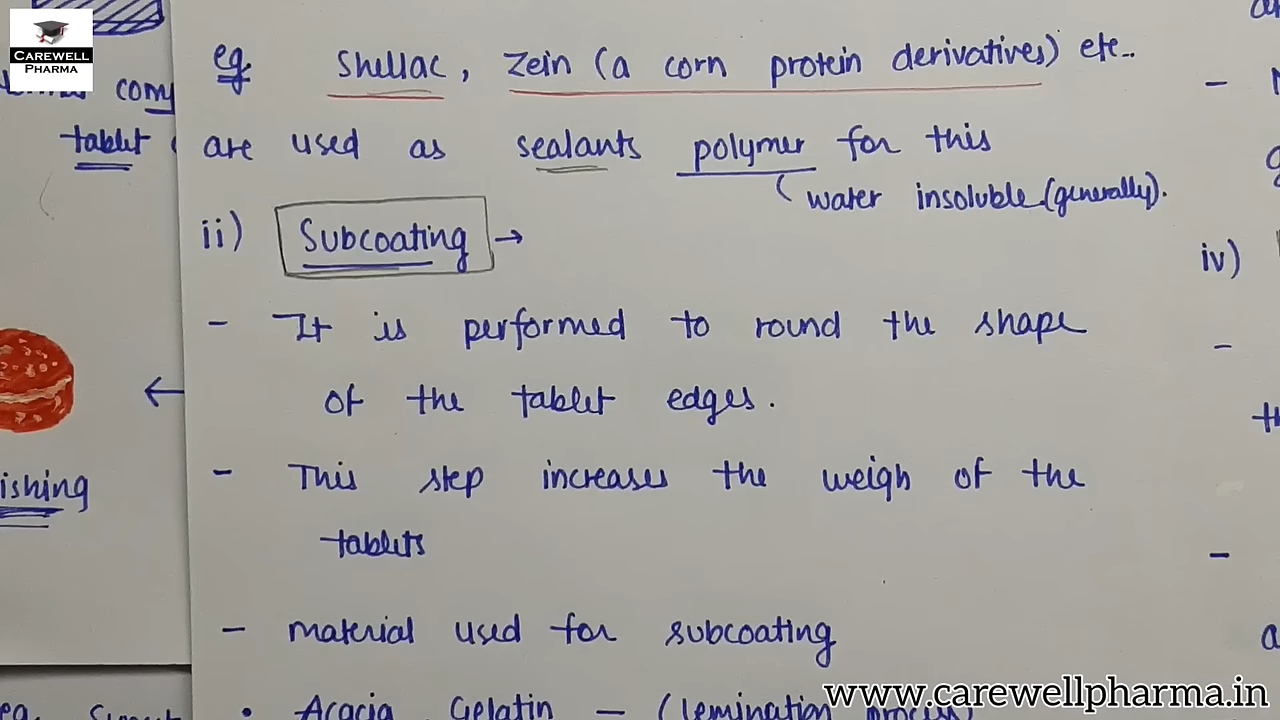 CAREWELL
PHARMA
eg. Shellac, Zein (a corn protein derivatives) etc..
are used as sealants polymer for this
water insoluble (generally).
ii) Subcoating →
- It is performed to round the shape
of the tablet edges.
- This step increases the weigh of the
tablets
- material used for subcoating
• Acacia, Gelatin — (lemination process)
tablet
ishing
iv)
www.carewellpharma.in